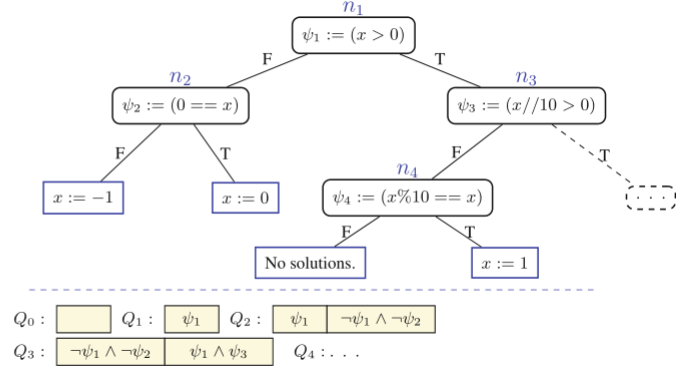 n₁
ψ₁ := (x > 0)
F T
n₂ n₃
ψ₂ := (0 == x) ψ₃ := (x//10 > 0)
F T F T
n₄
x := −1 x := 0 ψ₄ := (x%10 == x) . . .
F T
No solutions. x := 1
Q₀ : Q₁ : ψ₁ Q₂ : ψ₁ ¬ψ₁ ∧ ¬ψ₂
Q₃ : ¬ψ₁ ∧ ¬ψ₂ ψ₁ ∧ ψ₃ Q₄ : . . .